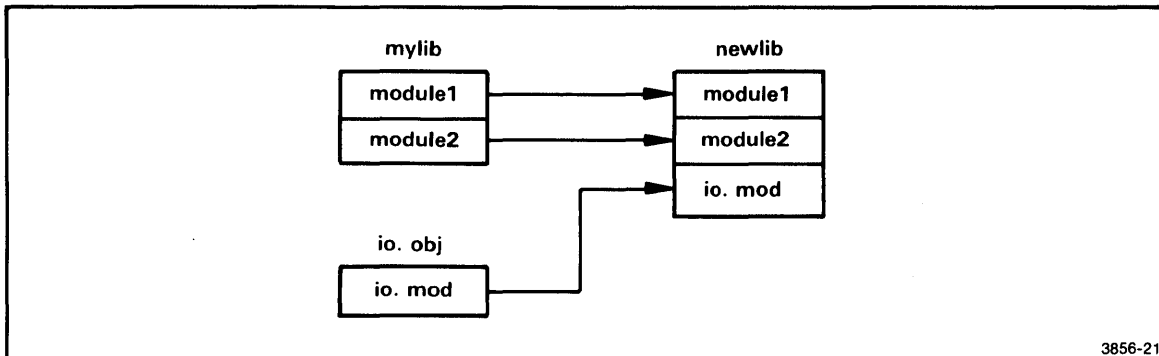 mylib
newlib
module1
module1
module2
module2
io. mod
io. obj
io. mod
3856-21